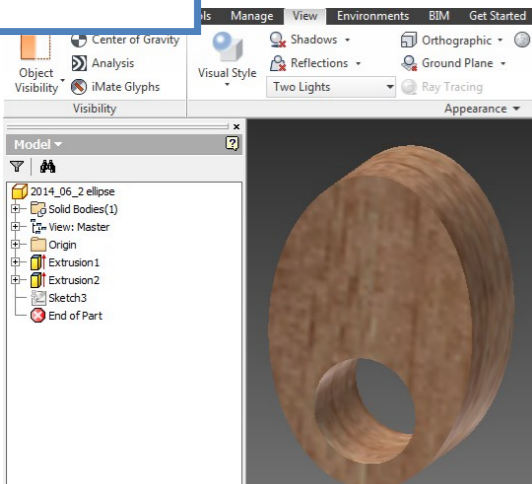 ols Manage View Environments BIM Get Started
Center of Gravity
Analysis
iMate Glyphs
Object
Visibility
Visibility
Visual Style
Shadows
Reflections
Two Lights
Orthographic
Ground Plane
Ray Tracing
Appearance
Model
2014_06_2 ellipse
Solid Bodies(1)
View: Master
Origin
Extrusion1
Extrusion2
Sketch3
End of Part